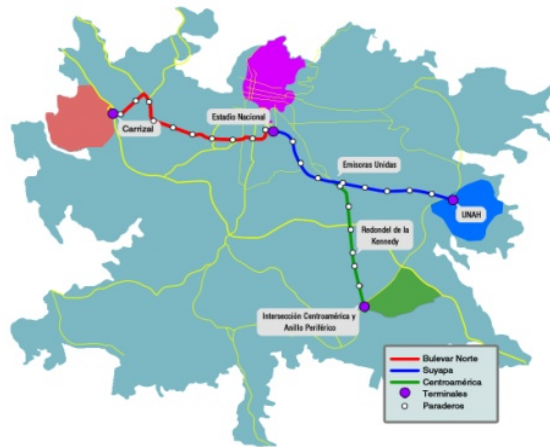 Estadio Nacional
Carrizal
Emisoras Unidas
UNAH
Redondel de la
Kennedy
Intersección Centroamérica y
Anillo Periférico
Bulevar Norte
Suyapa
Centroamérica
Terminales
Paraderos